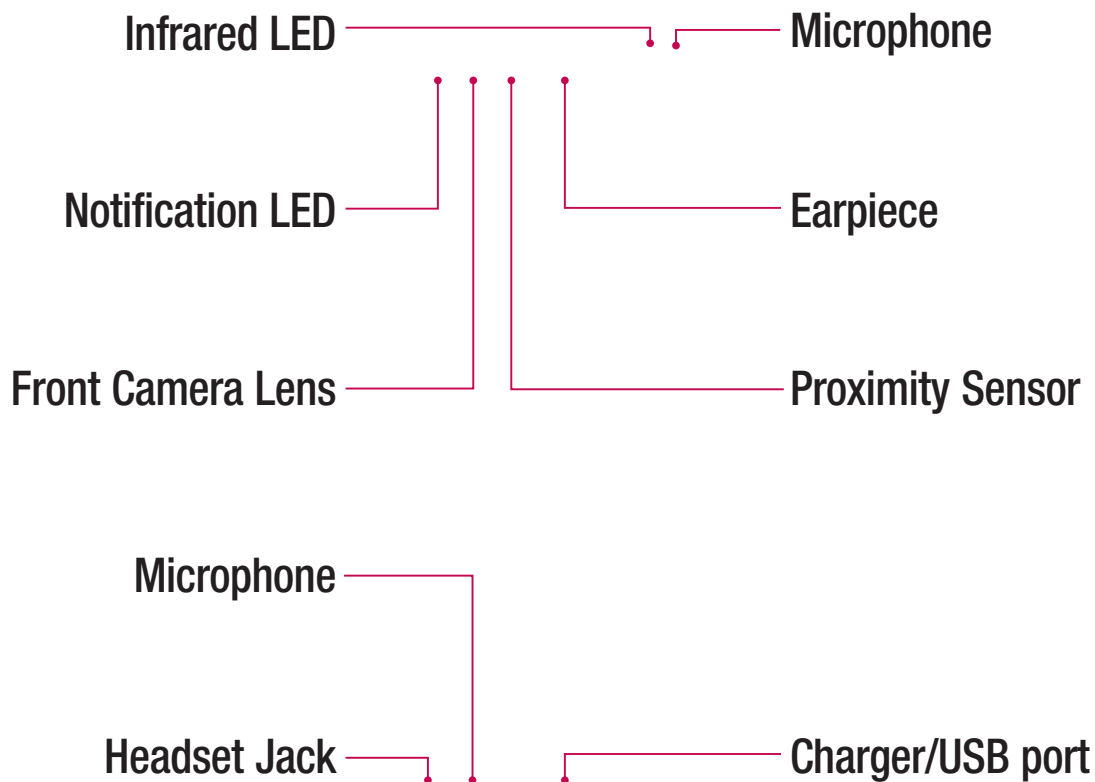 Infrared LED
Microphone
Notification LED
Earpiece
Front Camera Lens
Proximity Sensor
Microphone
Headset Jack
Charger/USB port